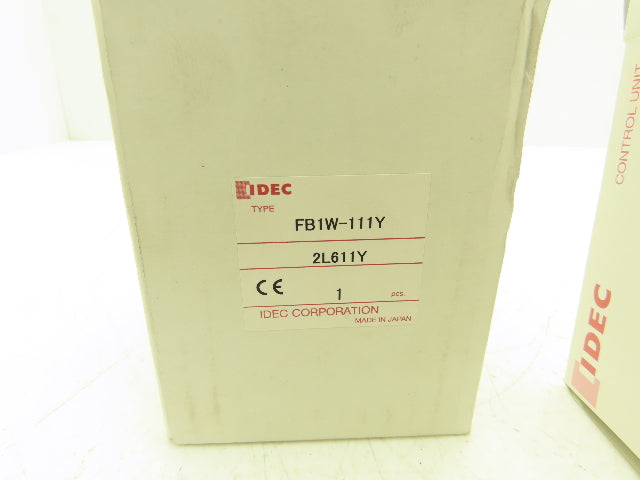 IDEC
TYPE
FB1W-111Y
2L611Y
CE 1 pcs.
IDEC CORPORATION
MADE IN JAPAN
CONTROL UNIT
IDEC